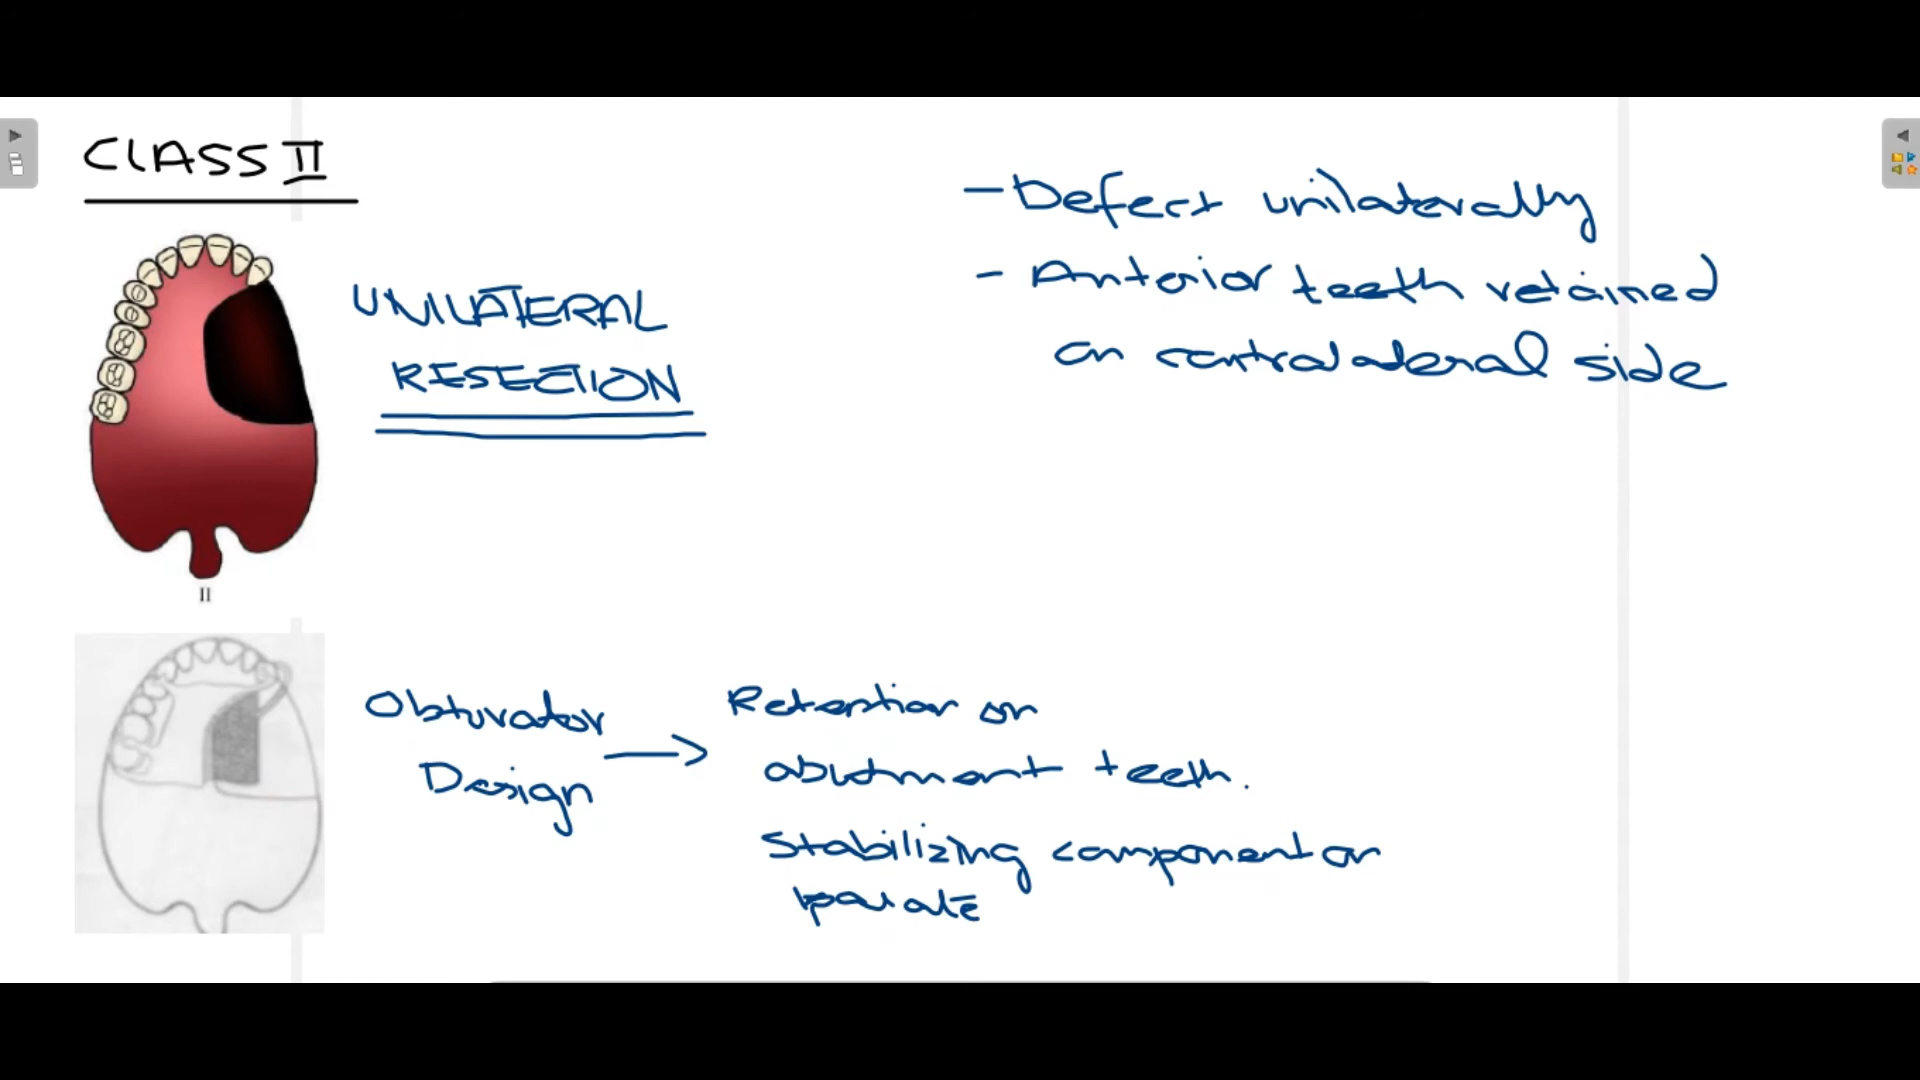 CLASS II
UNILATERAL
RESECTION
- Defect unilaterally
- Anterior teeth retained
on contralateral side
II
Obturator
Design →
Retention on
abutment teeth.
Stabilizing component on
palate